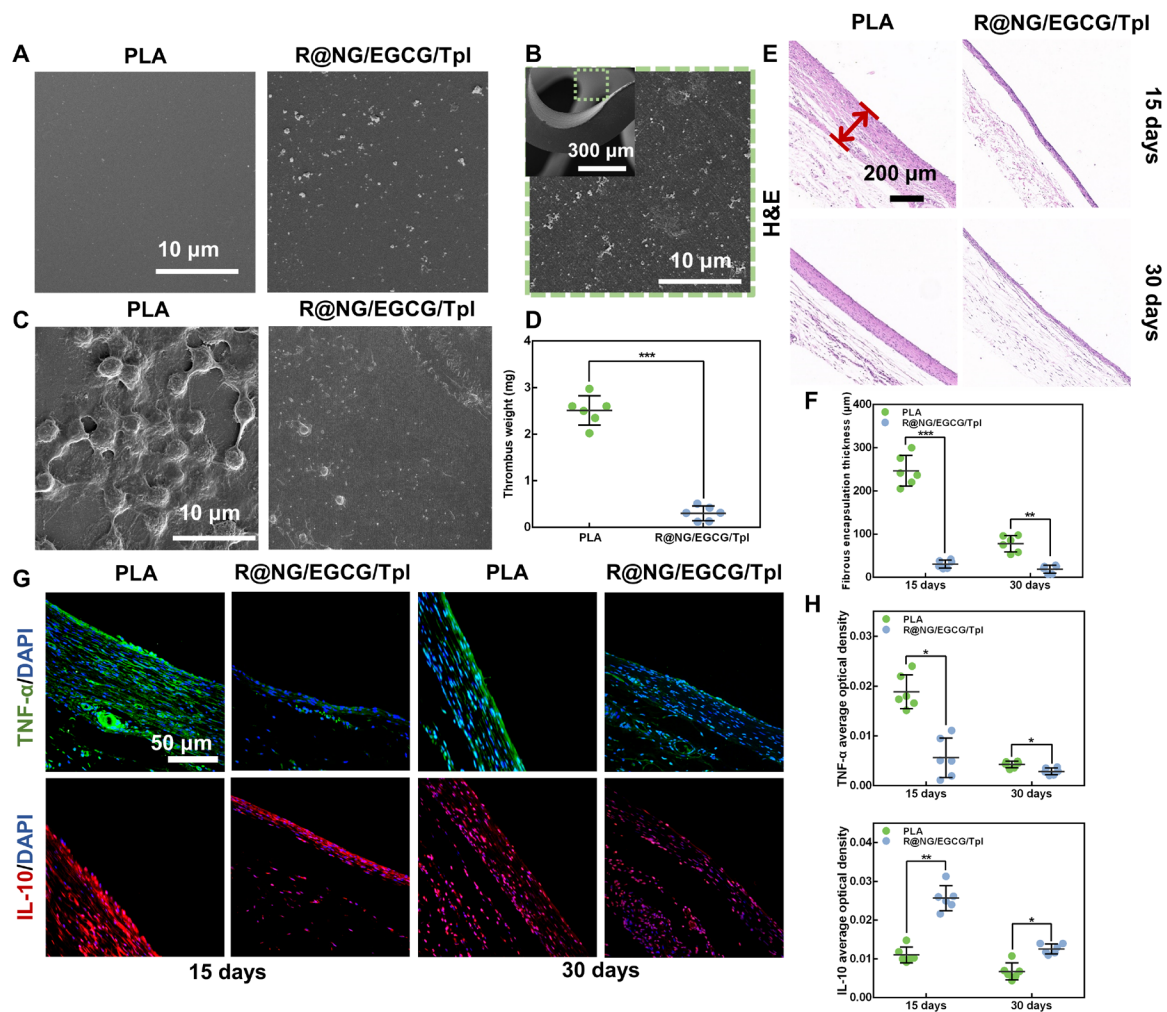 A
PLA
R@NG/EGCG/Tpl
10 µm
B
300 µm
10 µm
C
PLA
R@NG/EGCG/Tpl
10 µm
D
Thrombus weight (mg)
4
3
2
1
0
***
PLA
R@NG/EGCG/Tpl
E
PLA
R@NG/EGCG/Tpl
H&E
200 µm
15 days
30 days
F
Fibrous encapsulation thickness (µm)
400
300
200
100
0
PLA
R@NG/EGCG/Tpl
***
**
15 days
30 days
G
PLA
R@NG/EGCG/Tpl
PLA
R@NG/EGCG/Tpl
TNF-α/DAPI
50 µm
IL-10/DAPI
15 days
30 days
H
TNF-α average optical density
0.03
0.02
0.01
0.00
PLA
R@NG/EGCG/Tpl
*
*
15 days
30 days
IL-10 average optical density
0.04
0.03
0.02
0.01
0.00
PLA
R@NG/EGCG/Tpl
**
*
15 days
30 days